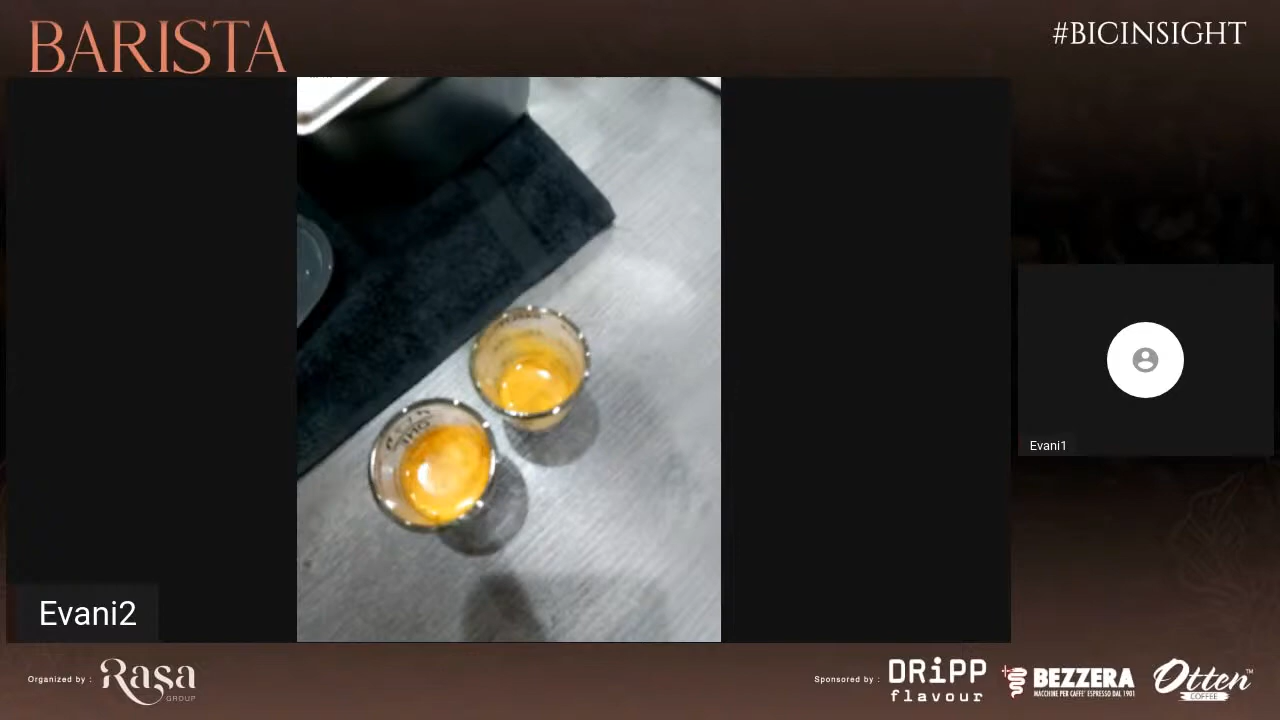 BARISTA
#BICINSIGHT
Evani1
Evani2
Organized by :
Rasa
GROUP
Sponsored by :
DRiPP
flavour
BEZZERA
MACCHINE PER CAFFE' ESPRESSO DAL 1901
Otten
COFFEE
TM